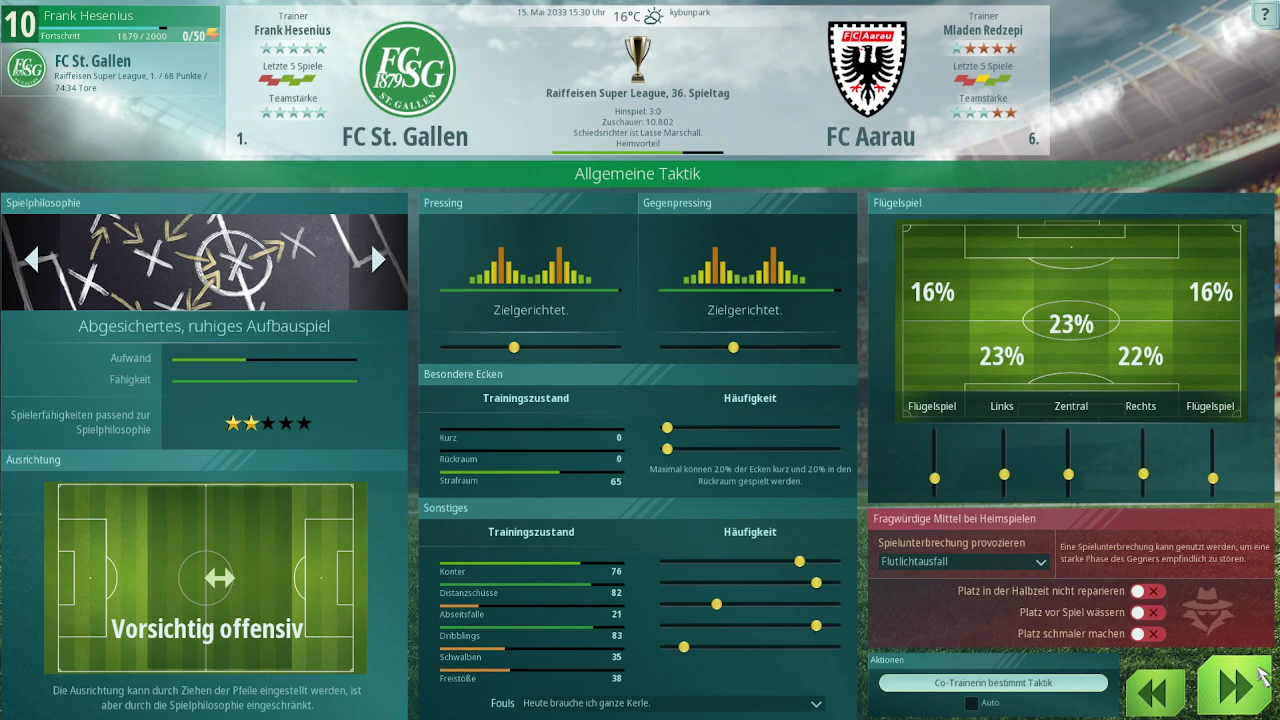 10
Frank Hesenius
Fortschritt 1879 / 2000 0/50
FC St. Gallen
Raiffeisen Super League, 1. / 68 Punkte /
74:34 Tore
Trainer
Frank Hesenius
Letzte 5 Spiele
Teamstärke
1.
FCSG
1879
ST. GALLEN
FC St. Gallen
15. Mai 2033 15:30 Uhr 16°C kybunpark
Raiffeisen Super League, 36. Spieltag
Hinspiel: 3:0
Zuschauer: 10.802
Schiedsrichter ist Lasse Marschall.
Heimvorteil
FC Aarau
FC Aarau
Trainer
Mladen Redzepi
Letzte 5 Spiele
Teamstärke
6.
?
Allgemeine Taktik
Spielphilosophie
Abgesichertes, ruhiges Aufbauspiel
Aufwand
Fähigkeit
Spielerfähigkeiten passend zur
Spielphilosophie
Ausrichtung
Vorsichtig offensiv
Die Ausrichtung kann durch Ziehen der Pfeile eingestellt werden, ist
aber durch die Spielphilosophie eingeschränkt.
Pressing
Zielgerichtet.
Gegenpressing
Zielgerichtet.
Besondere Ecken
Trainingszustand Häufigkeit
Kurz 0
Rückraum 0
Strafraum 65
Maximal können 20% der Ecken kurz und 20% in den
Rückraum gespielt werden.
Sonstiges
Trainingszustand Häufigkeit
Konter 76
Distanzschüsse 82
Abseitsfalle 21
Dribblings 83
Schwalben 35
Freistöße 38
Fouls Heute brauche ich ganze Kerle.
Flügelspiel
16% 16%
23%
23% 22%
Flügelspiel Links Zentral Rechts Flügelspiel
Fragwürdige Mittel bei Heimspielen
Spielunterbrechung provozieren
Flutlichtausfall
Eine Spielunterbrechung kann genutzt werden, um eine
starke Phase des Gegners empfindlich zu stören.
Platz in der Halbzeit nicht reparieren
Platz vor Spiel wässern
Platz schmaler machen
Aktionen
Co-Trainerin bestimmt Taktik
Auto